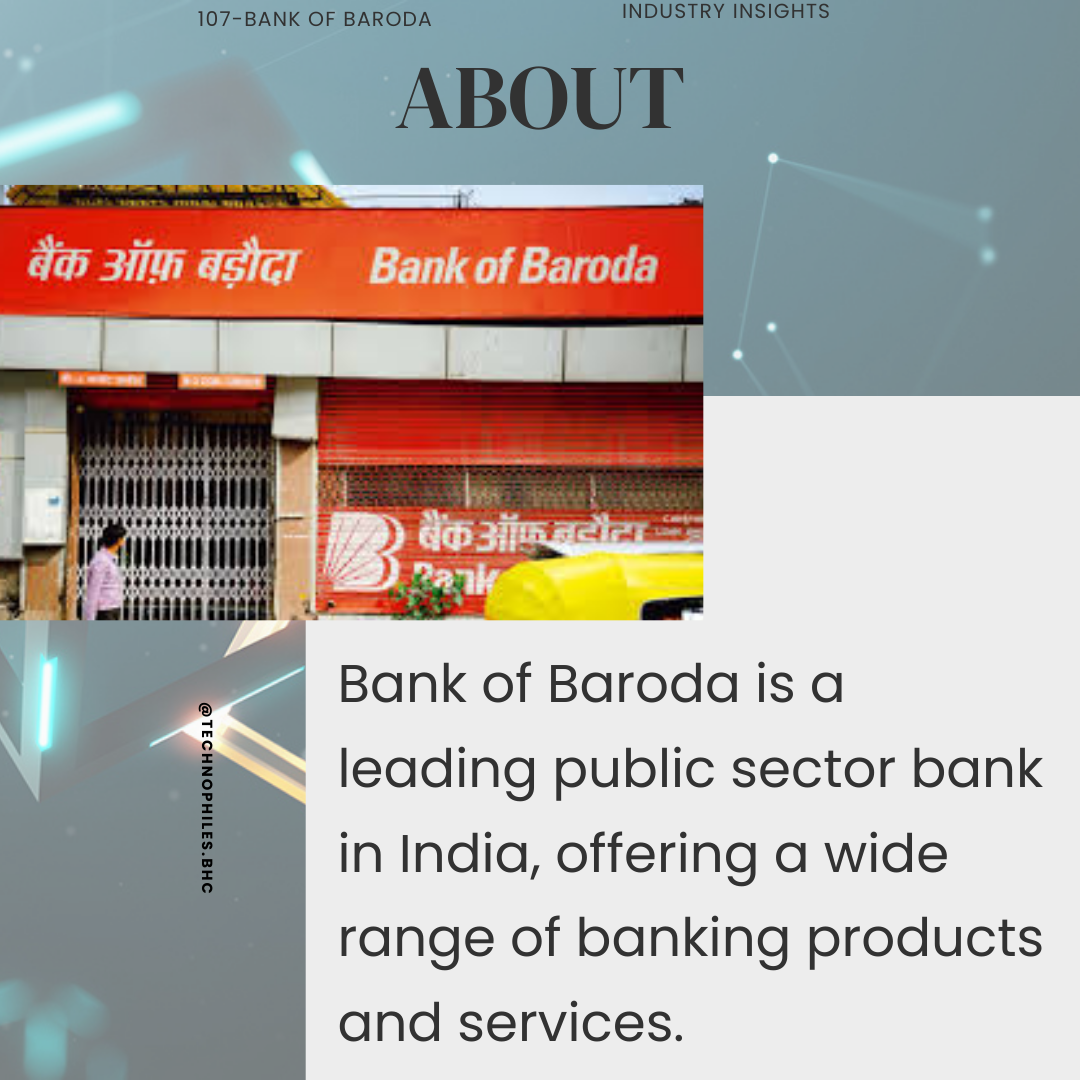 107-BANK OF BARODA
INDUSTRY INSIGHTS
ABOUT
बैंक ऑफ़ बड़ौदा Bank of Baroda
बैंक ऑफ़ बड़ौदा
Bank
@TECHNOPHILES.BHC
Bank of Baroda is a
leading public sector bank
in India, offering a wide
range of banking products
and services.